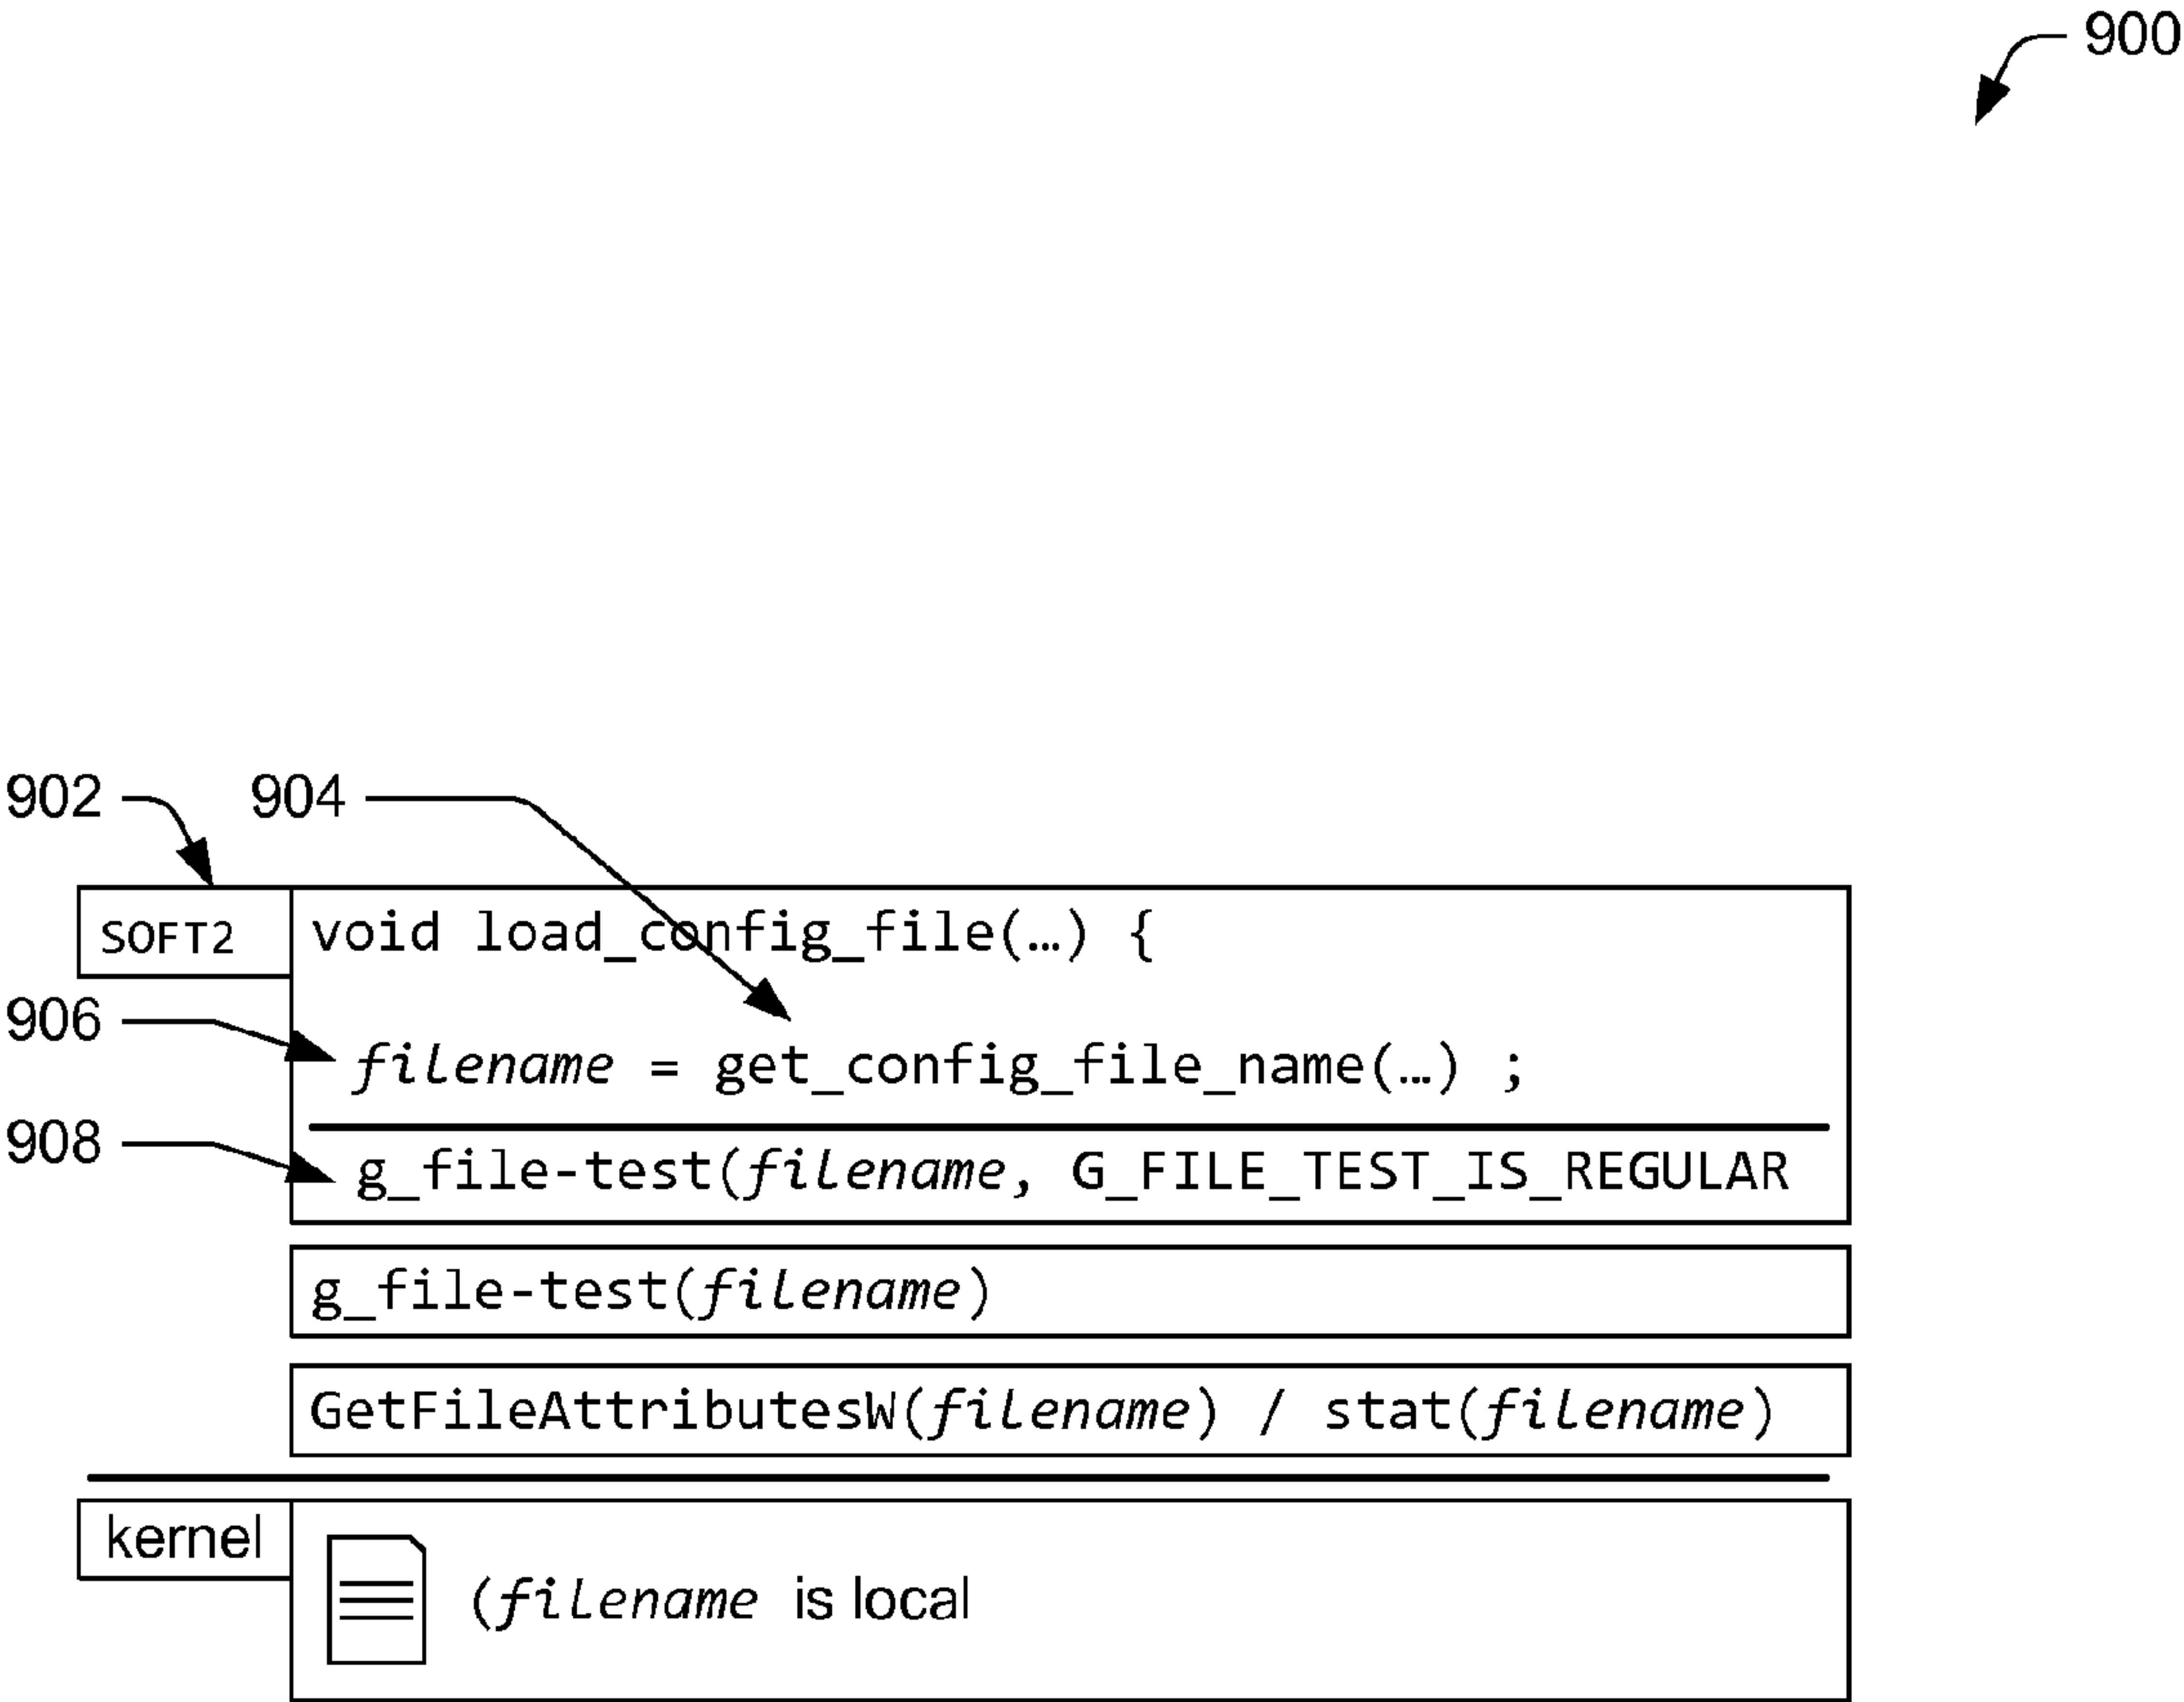 900
902
904
SOFT2
void load_config_file(…) {
906
filename = get_config_file_name(…) ;
908
g_file-test(filename, G_FILE_TEST_IS_REGULAR
g_file-test(filename)
GetFileAttributesW(filename) / stat(filename)
kernel
(filename is local